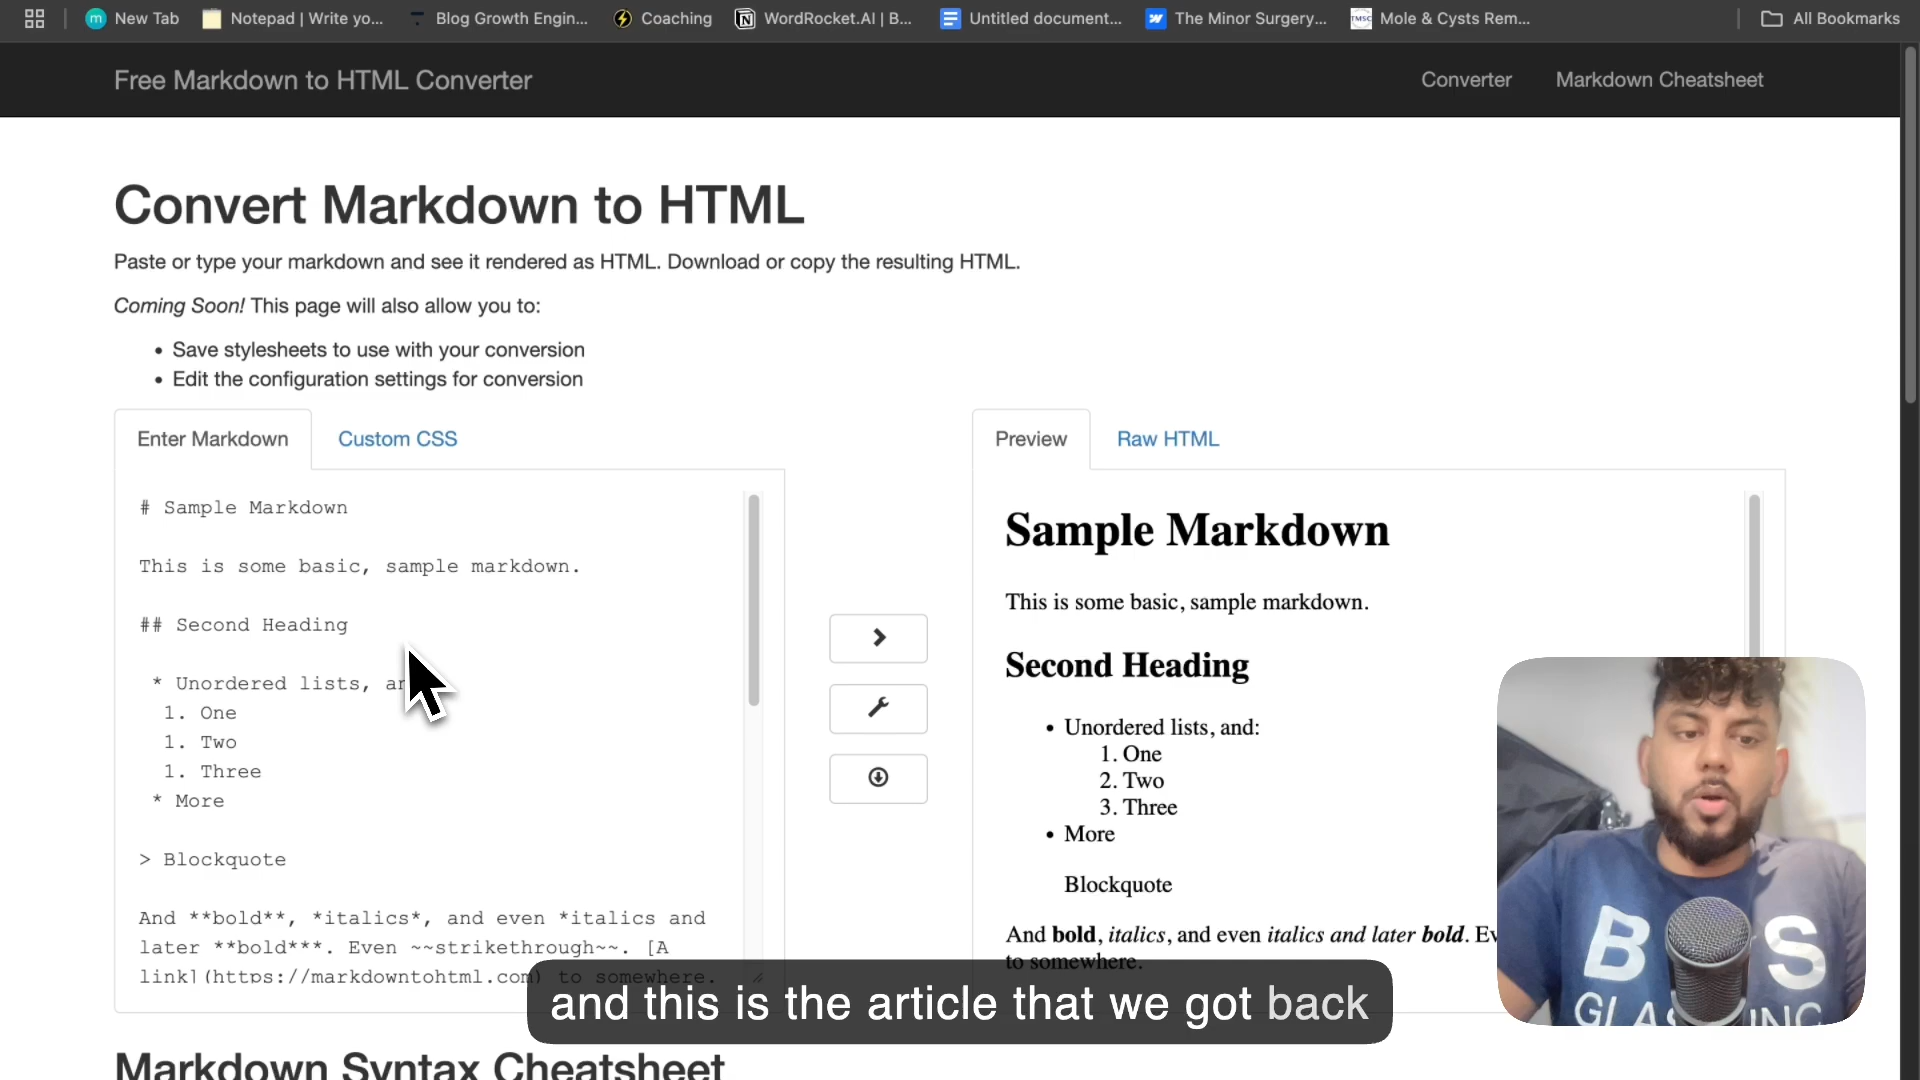 New Tab
Notepad | Write yo...
Blog Growth Engin...
Coaching
WordRocket.AI | B...
Untitled document...
The Minor Surgery...
Mole & Cysts Rem...
All Bookmarks
Free Markdown to HTML Converter
Converter
Markdown Cheatsheet
Convert Markdown to HTML
Paste or type your markdown and see it rendered as HTML. Download or copy the resulting HTML.
Coming Soon! This page will also allow you to:
• Save stylesheets to use with your conversion
• Edit the configuration settings for conversion
Enter Markdown
Custom CSS
# Sample Markdown
This is some basic, sample markdown.
## Second Heading
* Unordered lists, an
1. One
1. Two
1. Three
* More
> Blockquote
And **bold**, *italics*, and even *italics and
later **bold***. Even ~~strikethrough~~. [A
link](https://markdowntohtml.com) to somewhere.
Preview
Raw HTML
Sample Markdown
This is some basic, sample markdown.
Second Heading
• Unordered lists, and:
1. One
2. Two
3. Three
• More
Blockquote
And bold, italics, and even italics and later bold. Ev
to somewhere.
and this is the article that we got back
Markdown Syntax Cheatsheet